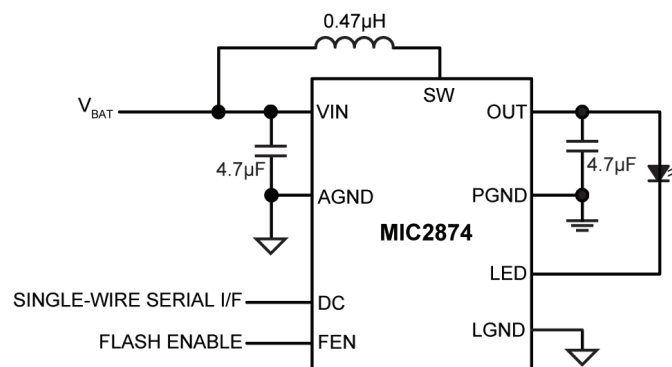 0.47µH
SW
V_BAT
VIN
OUT
4.7µF
4.7µF
AGND
PGND
MIC2874
LED
SINGLE-WIRE SERIAL I/F
DC
LGND
FLASH ENABLE
FEN